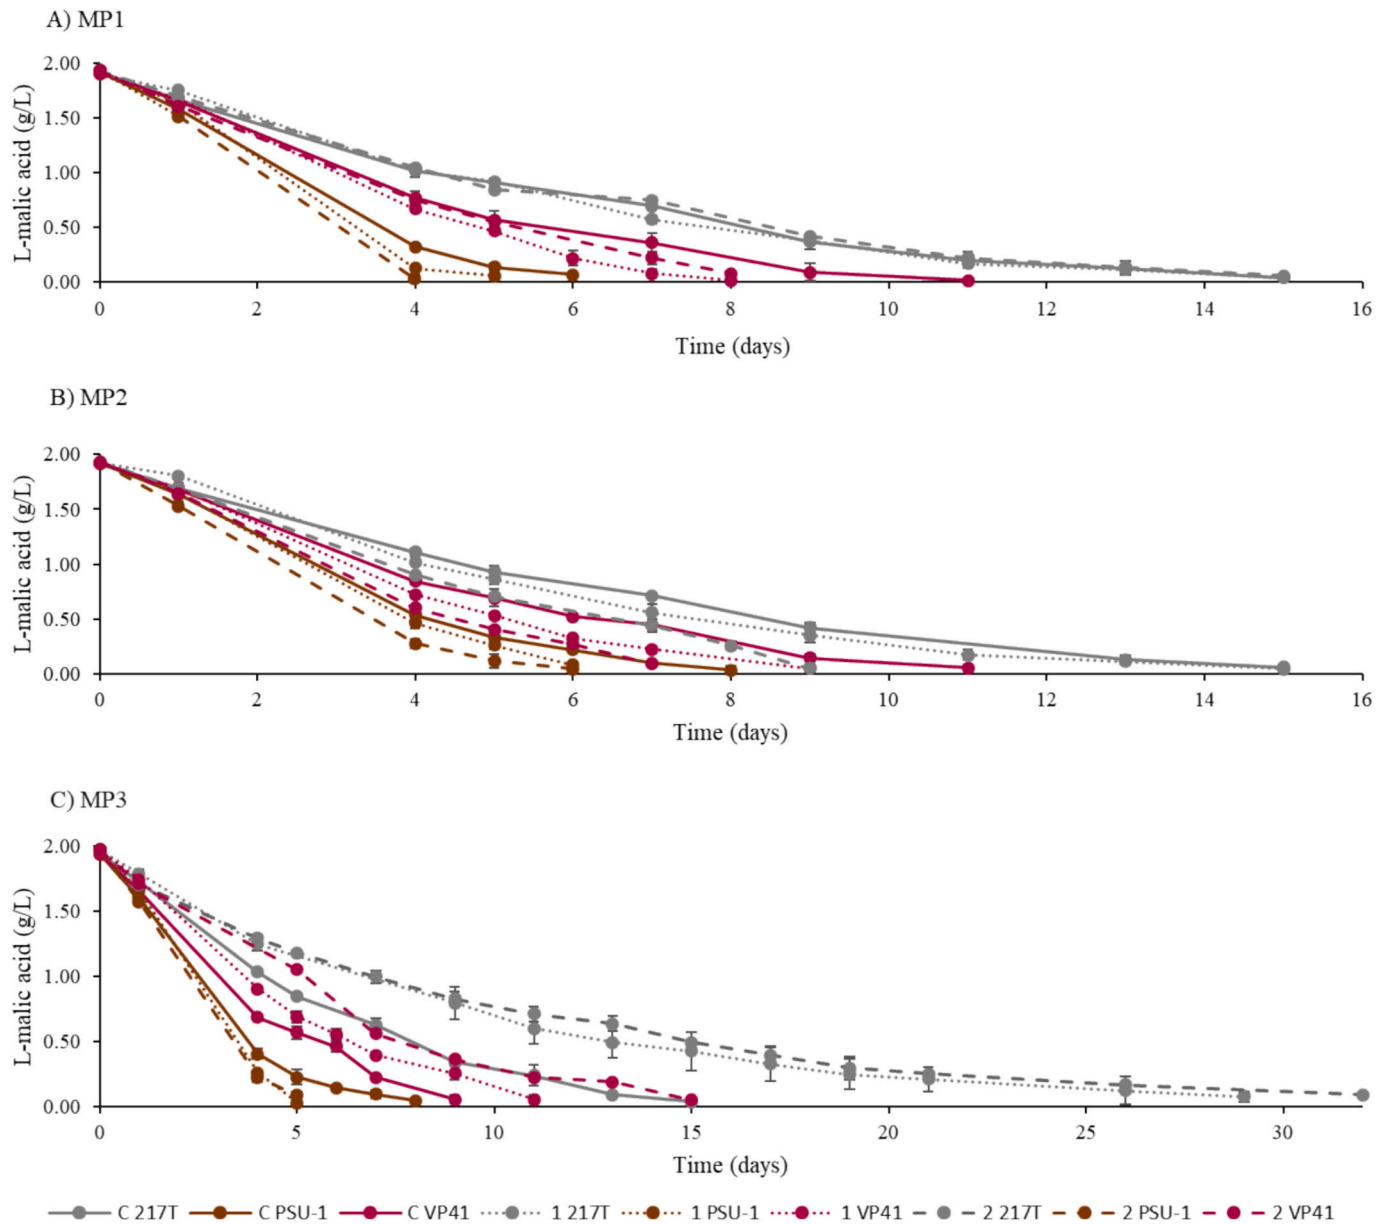 A) MP1
L-malic acid (g/L)
2.00
1.50
1.00
0.50
0.00
0 2 4 6 8 10 12 14 16
Time (days)
B) MP2
L-malic acid (g/L)
2.00
1.50
1.00
0.50
0.00
0 2 4 6 8 10 12 14 16
Time (days)
C) MP3
L-malic acid (g/L)
2.00
1.50
1.00
0.50
0.00
0 5 10 15 20 25 30
Time (days)
C 217T C PSU-1 C VP41 1 217T 1 PSU-1 1 VP41 2 217T 2 PSU-1 2 VP41